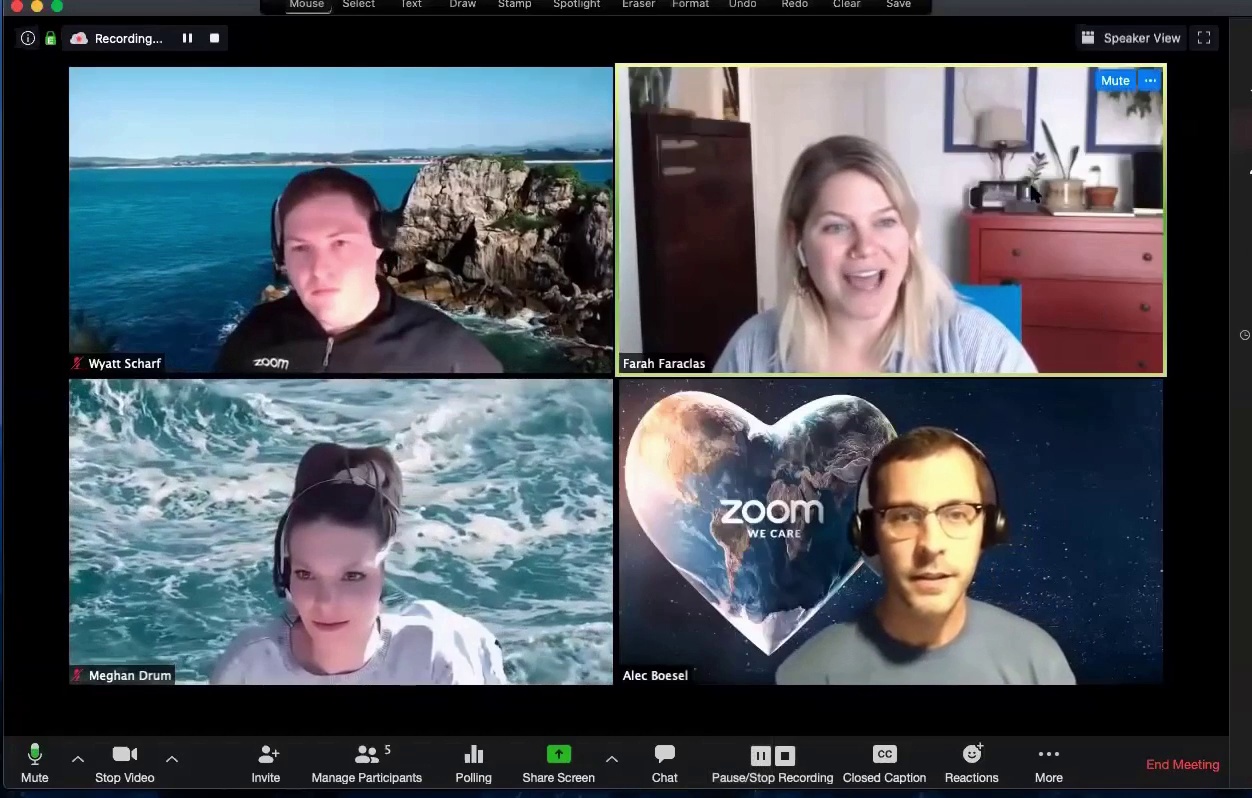 Mouse Select Text Draw Stamp Spotlight Eraser Format Undo Redo Clear Save
E Recording... Speaker View
Mute ...
zoom
Wyatt Scharf
Farah Faraclas
zoom
WE CARE
Meghan Drum
Alec Boesel
5
CC
Mute Stop Video Invite Manage Participants Polling Share Screen Chat Pause/Stop Recording Closed Caption Reactions More End Meeting